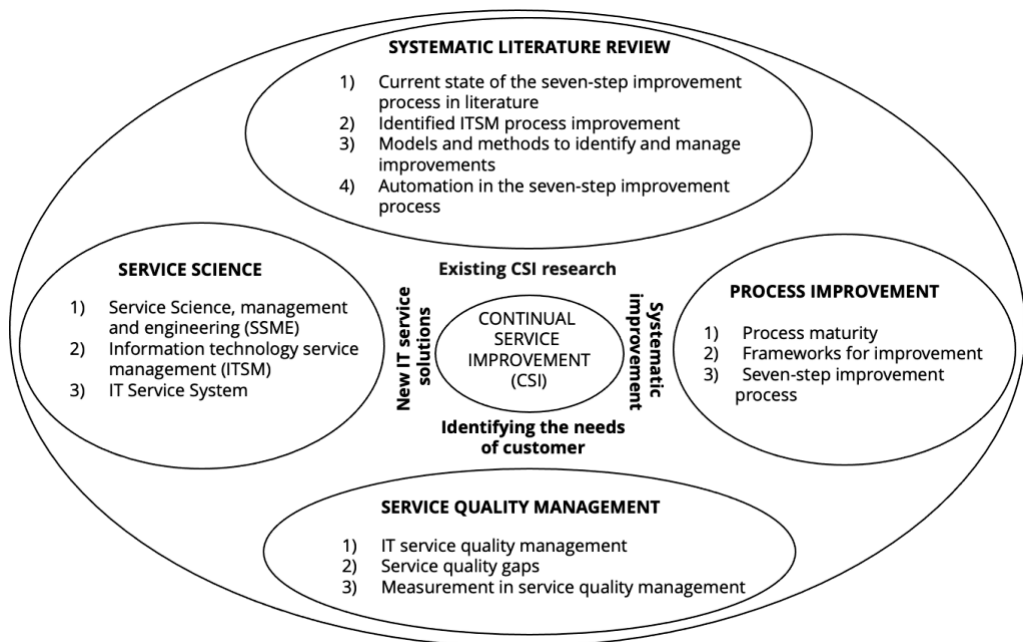 SYSTEMATIC LITERATURE REVIEW
1) Current state of the seven-step improvement
process in literature
2) Identified ITSM process improvement
3) Models and methods to identify and manage
improvements
4) Automation in the seven-step improvement
process
SERVICE SCIENCE
1) Service Science, management
and engineering (SSME)
2) Information technology service
management (ITSM)
3) IT Service System
Existing CSI research
New IT service
solutions
CONTINUAL
SERVICE
IMPROVEMENT
(CSI)
Systematic
improvement
Identifying the needs
of customer
PROCESS IMPROVEMENT
1) Process maturity
2) Frameworks for improvement
3) Seven-step improvement
process
SERVICE QUALITY MANAGEMENT
1) IT service quality management
2) Service quality gaps
3) Measurement in service quality management